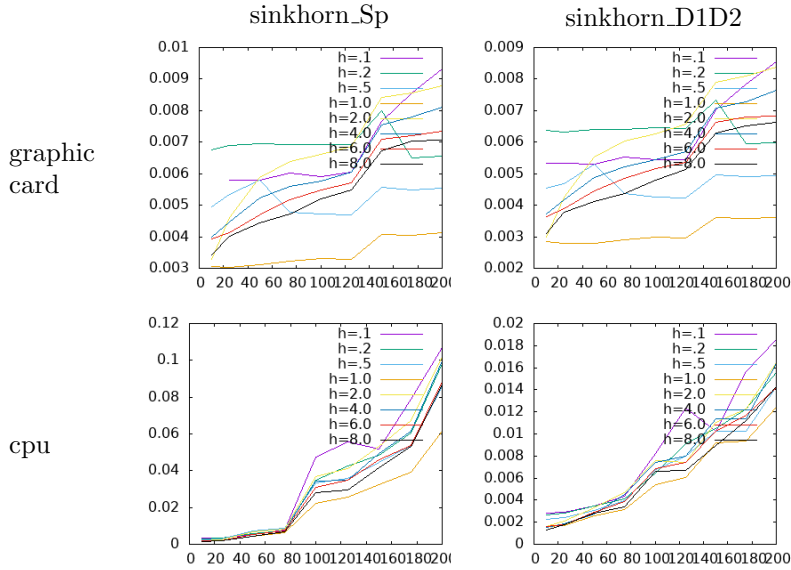 sinkhorn_Sp
sinkhorn_D1D2
graphic
card
0.01
0.009
0.008
0.007
0.006
0.005
0.004
0.003
0 20 40 60 80 100 120 140 160 180 200
h=.1
h=.2
h=.5
h=1.0
h=2.0
h=4.0
h=6.0
h=8.0
0.009
0.008
0.007
0.006
0.005
0.004
0.003
0.002
0 20 40 60 80 100 120 140 160 180 200
h=.1
h=.2
h=.5
h=1.0
h=2.0
h=4.0
h=6.0
h=8.0
cpu
0.12
0.1
0.08
0.06
0.04
0.02
0
0 20 40 60 80 100 120 140 160 180 200
h=.1
h=.2
h=.5
h=1.0
h=2.0
h=4.0
h=6.0
h=8.0
0.02
0.018
0.016
0.014
0.012
0.01
0.008
0.006
0.004
0.002
0
0 20 40 60 80 100 120 140 160 180 200
h=.1
h=.2
h=.5
h=1.0
h=2.0
h=4.0
h=6.0
h=8.0